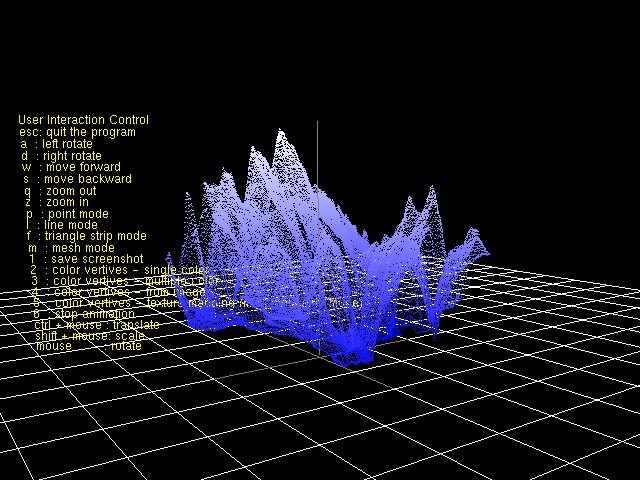 User Interaction Control
esc: quit the program
a : left rotate
d : right rotate
w : move forward
s : move backward
q : zoom out
z : zoom in
p : point mode
l : line mode
f : triangle strip mode
m : mesh mode
1 : save screenshot
2 : color vertives - single color
3 : color vertives - multiple color
4 : color vertives - from image
5 : color vertives - texture
6 : stop animation
ctrl + mouse : translate
shift + mouse: scale
mouse : rotate